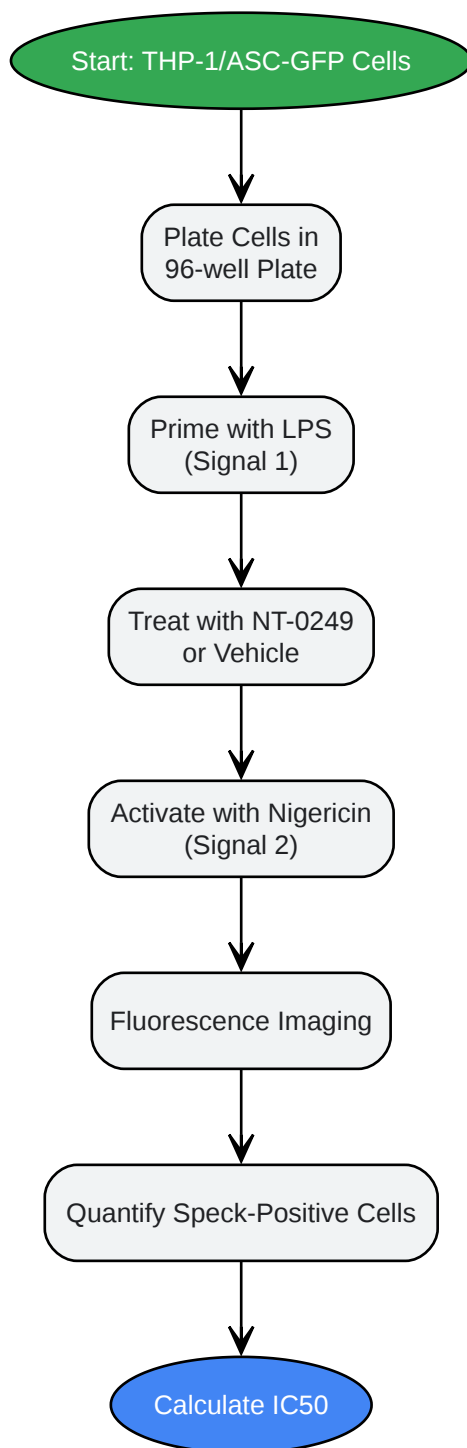 Start: THP-1/ASC-GFP Cells
Plate Cells in
96-well Plate
Prime with LPS
(Signal 1)
Treat with NT-0249
or Vehicle
Activate with Nigericin
(Signal 2)
Fluorescence Imaging
Quantify Speck-Positive Cells
Calculate IC50